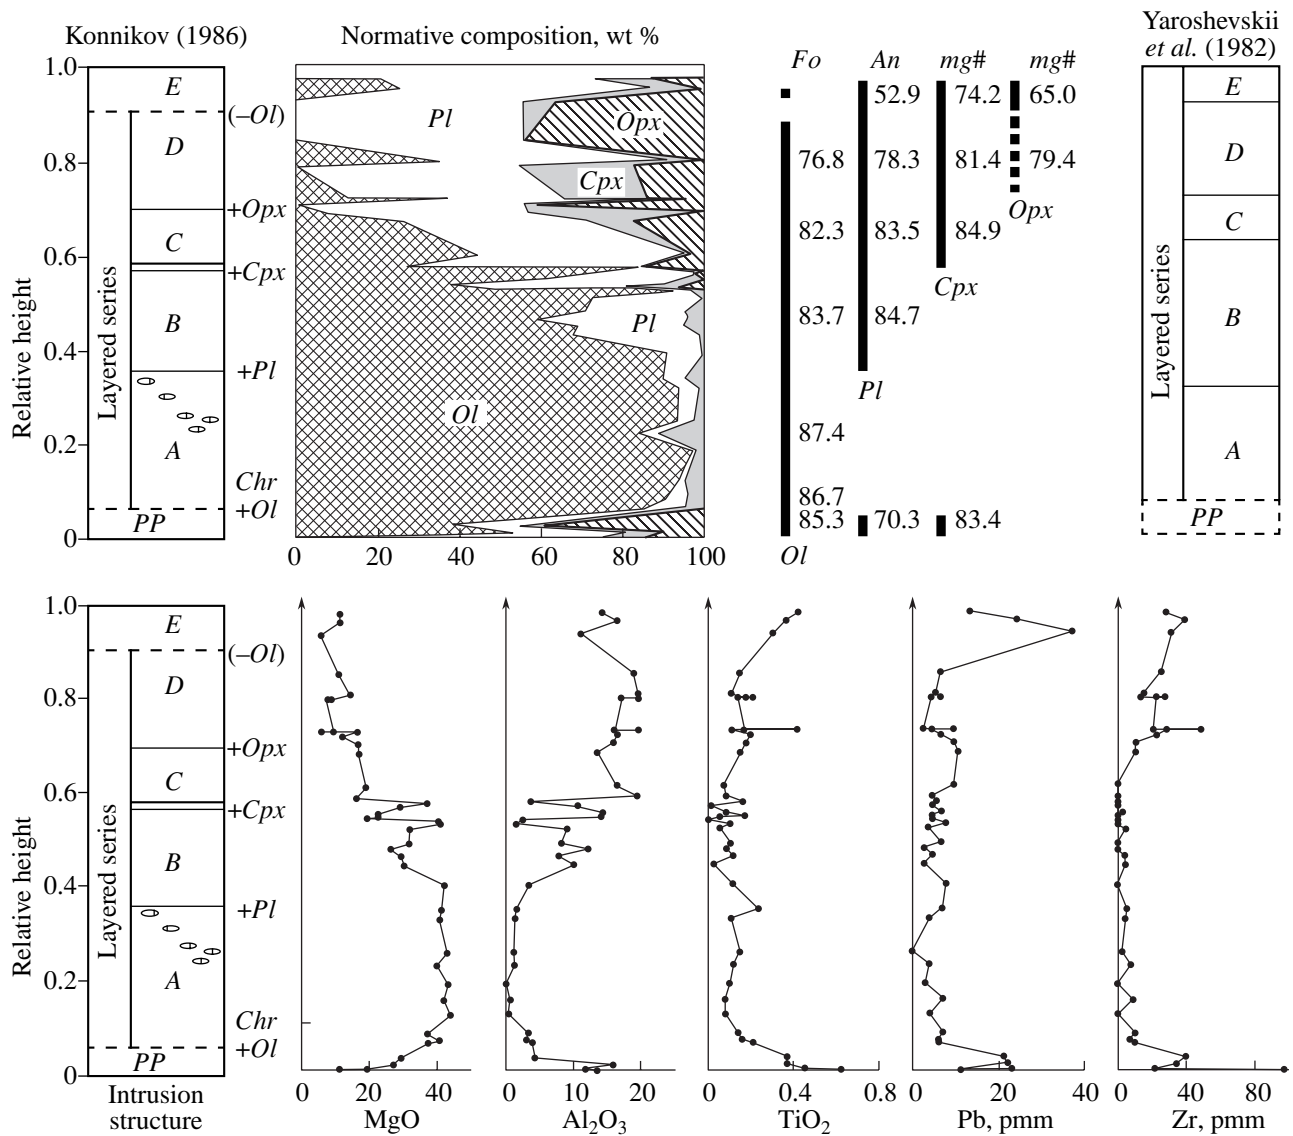 Konnikov (1986)
Normative composition, wt %
Yaroshevskii
et al. (1982)
Fo
An
mg#
mg#
Relative height
1.0
0.8
0.6
0.4
0.2
0
Layered series
E
D
C
B
A
PP
(–Ol)
+Opx
+Cpx
+Pl
Chr
+Ol
Pl
Opx
Cpx
Pl
Ol
0
20
40
60
80
100
76.8
82.3
83.7
87.4
86.7
85.3
Ol
52.9
78.3
83.5
84.7
Pl
70.3
74.2
81.4
84.9
Cpx
83.4
65.0
79.4
Opx
Layered series
E
D
C
B
A
PP
Relative height
1.0
0.8
0.6
0.4
0.2
0
Layered series
E
D
C
B
A
PP
(–Ol)
+Opx
+Cpx
+Pl
Chr
+Ol
Intrusion
structure
0
20
40
MgO
0
20
Al2O3
0
0.4
0.8
TiO2
0
20
40
Pb, pmm
0
40
80
Zr, pmm